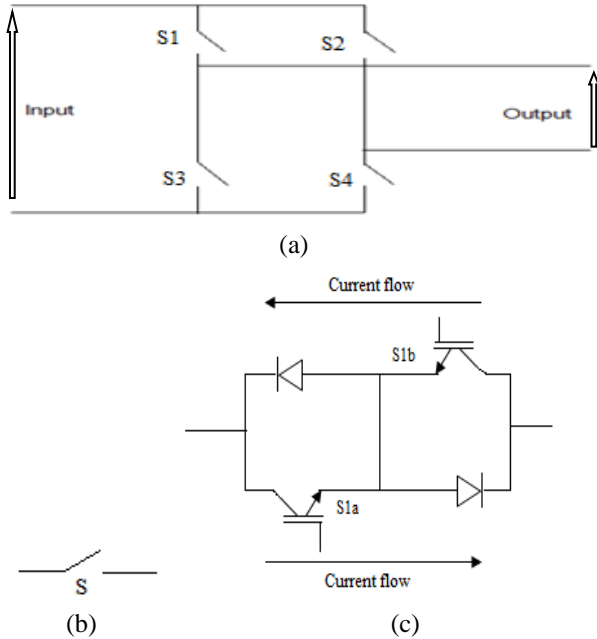 S1
S2
Input
Output
S3
S4
(a)
Current flow
S1b
S1a
Current flow
S
(b)
(c)